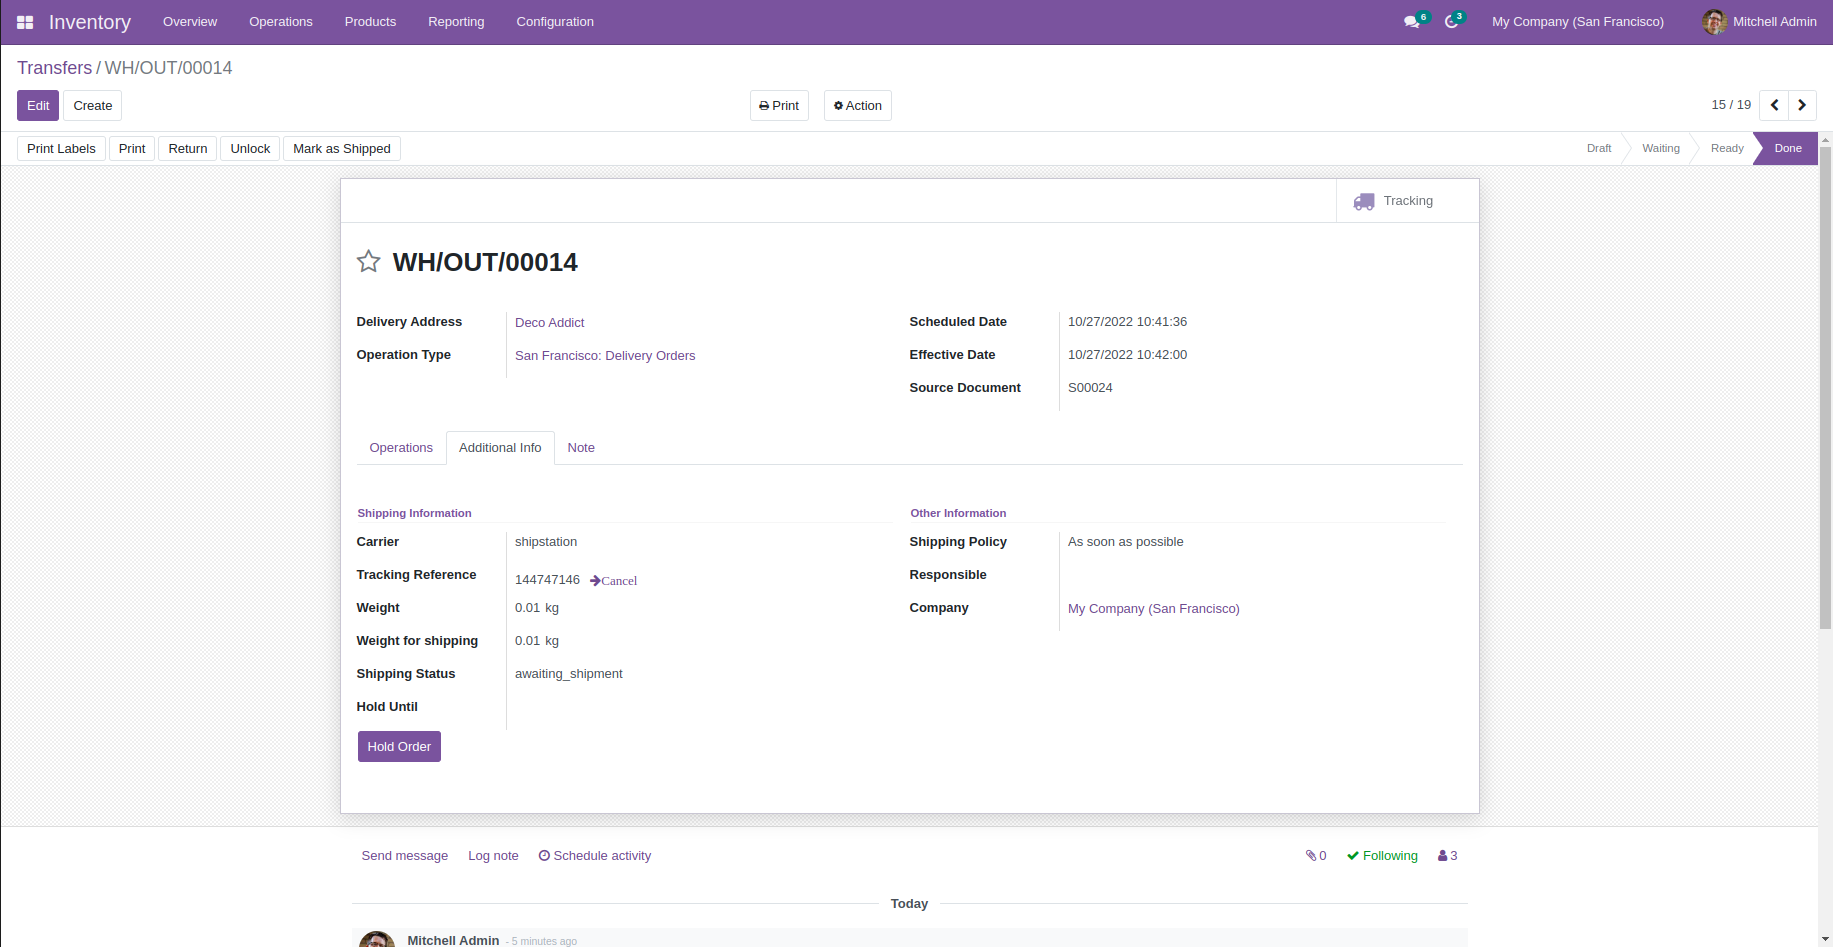 Inventory Overview Operations Products Reporting Configuration 6 3 My Company (San Francisco) Mitchell Admin
Transfers / WH/OUT/00014
Edit Create Print Action 15 / 19
Print Labels Print Return Unlock Mark as Shipped Draft Waiting Ready Done
Tracking
WH/OUT/00014
Delivery Address Deco Addict Scheduled Date 10/27/2022 10:41:36
Operation Type San Francisco: Delivery Orders Effective Date 10/27/2022 10:42:00
Source Document S00024
Operations Additional Info Note
Shipping Information Other Information
Carrier shipstation Shipping Policy As soon as possible
Tracking Reference 144747146 Cancel Responsible
Weight 0.01 kg Company My Company (San Francisco)
Weight for shipping 0.01 kg
Shipping Status awaiting_shipment
Hold Until
Hold Order
Send message Log note Schedule activity 0 Following 3
Today
Mitchell Admin - 5 minutes ago